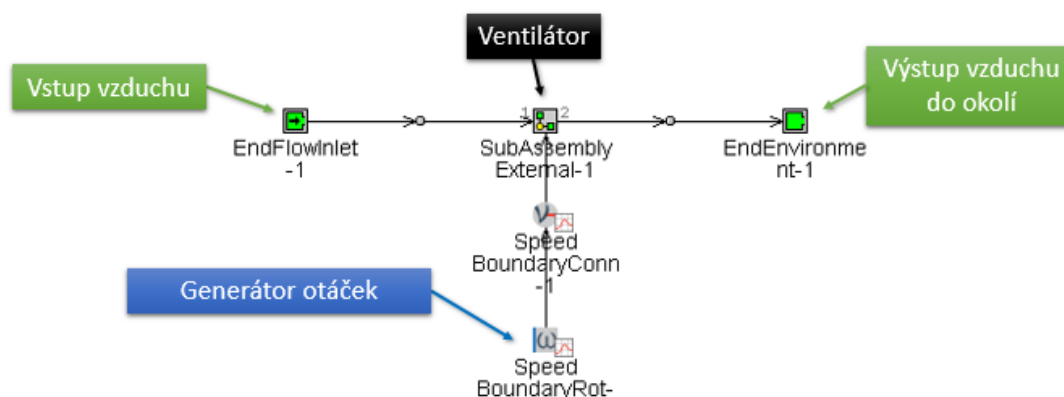 Ventilátor
Vstup vzduchu
Výstup vzduchu
do okolí
1 2
EndFlowInlet
-1
SubAssembly
External-1
EndEnvironme
nt-1
Speed
BoundaryConn
-1
Generátor otáček
ω
Speed
BoundaryRot-